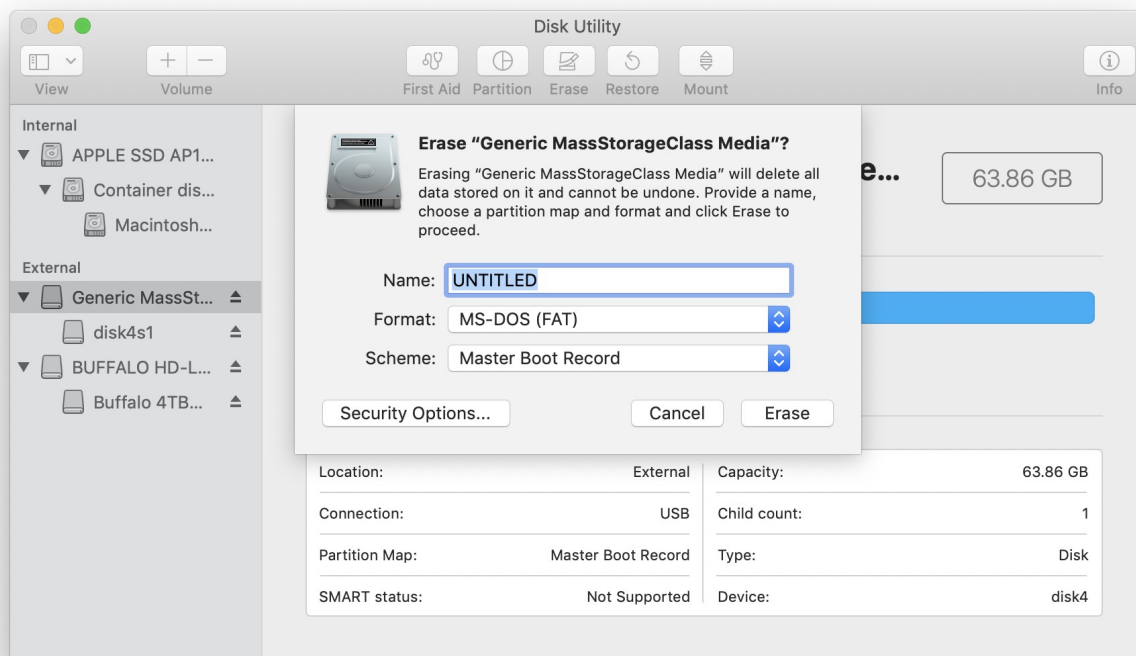 Disk Utility
View
Volume
First Aid
Partition
Erase
Restore
Mount
Info
Internal
APPLE SSD AP1...
Container dis...
Macintosh...
External
Generic MassSt...
disk4s1
BUFFALO HD-L...
Buffalo 4TB...
Erase “Generic MassStorageClass Media”?
Erasing “Generic MassStorageClass Media” will delete all
data stored on it and cannot be undone. Provide a name,
choose a partition map and format and click Erase to
proceed.
Name: UNTITLED
Format: MS-DOS (FAT)
Scheme: Master Boot Record
Security Options...
Cancel
Erase
e...
63.86 GB
Location: External
Capacity: 63.86 GB
Connection: USB
Child count: 1
Partition Map: Master Boot Record
Type: Disk
SMART status: Not Supported
Device: disk4